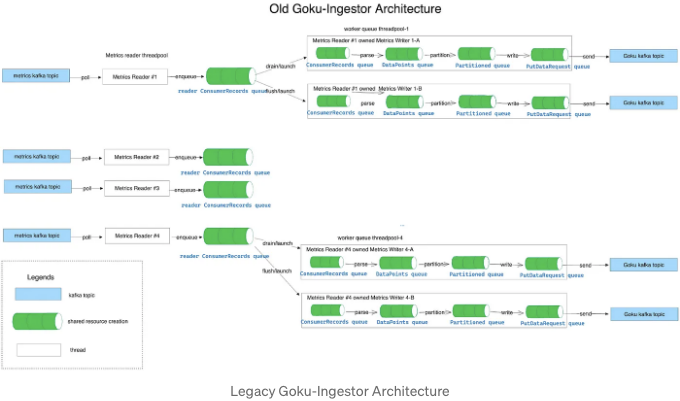 Old Goku-Ingestor Architecture
worker queue threadpool-1
Metrics reader threadpool
Metrics Reader #1 owned Metrics Writer 1-A
parse partition write
ConsumerRecords queue DataPoints queue Partitioned queue PutDataRequest queue
send
Goku kafka topic
drain/launch
metrics kafka topic
poll
Metrics Reader #1
enqueue
reader ConsumerRecords queue
flush/launch
Metrics Reader #1 owned Metrics Writer 1-B
parse partition write
ConsumerRecords queue DataPoints queue Partitioned queue PutDataRequest queue
send
Goku kafka topic
metrics kafka topic
poll
Metrics Reader #2
enqueue
reader ConsumerRecords queue
metrics kafka topic
poll
Metrics Reader #3
enqueue
reader ConsumerRecords queue
...
worker queue threadpool-4
metrics kafka topic
poll
Metrics Reader #4
enqueue
reader ConsumerRecords queue
drain/launch
Metrics Reader #4 owned Metrics Writer 4-A
parse partition write
ConsumerRecords queue DataPoints queue Partitioned queue PutDataRequest queue
send
Goku kafka topic
flush/launch
Metrics Reader #4 owned Metrics Writer 4-B
parse partition write
ConsumerRecords queue DataPoints queue Partitioned queue PutDataRequest queue
send
Goku kafka topic
Legends
kafka topic
shared resource creation
thread
Legacy Goku-Ingestor Architecture